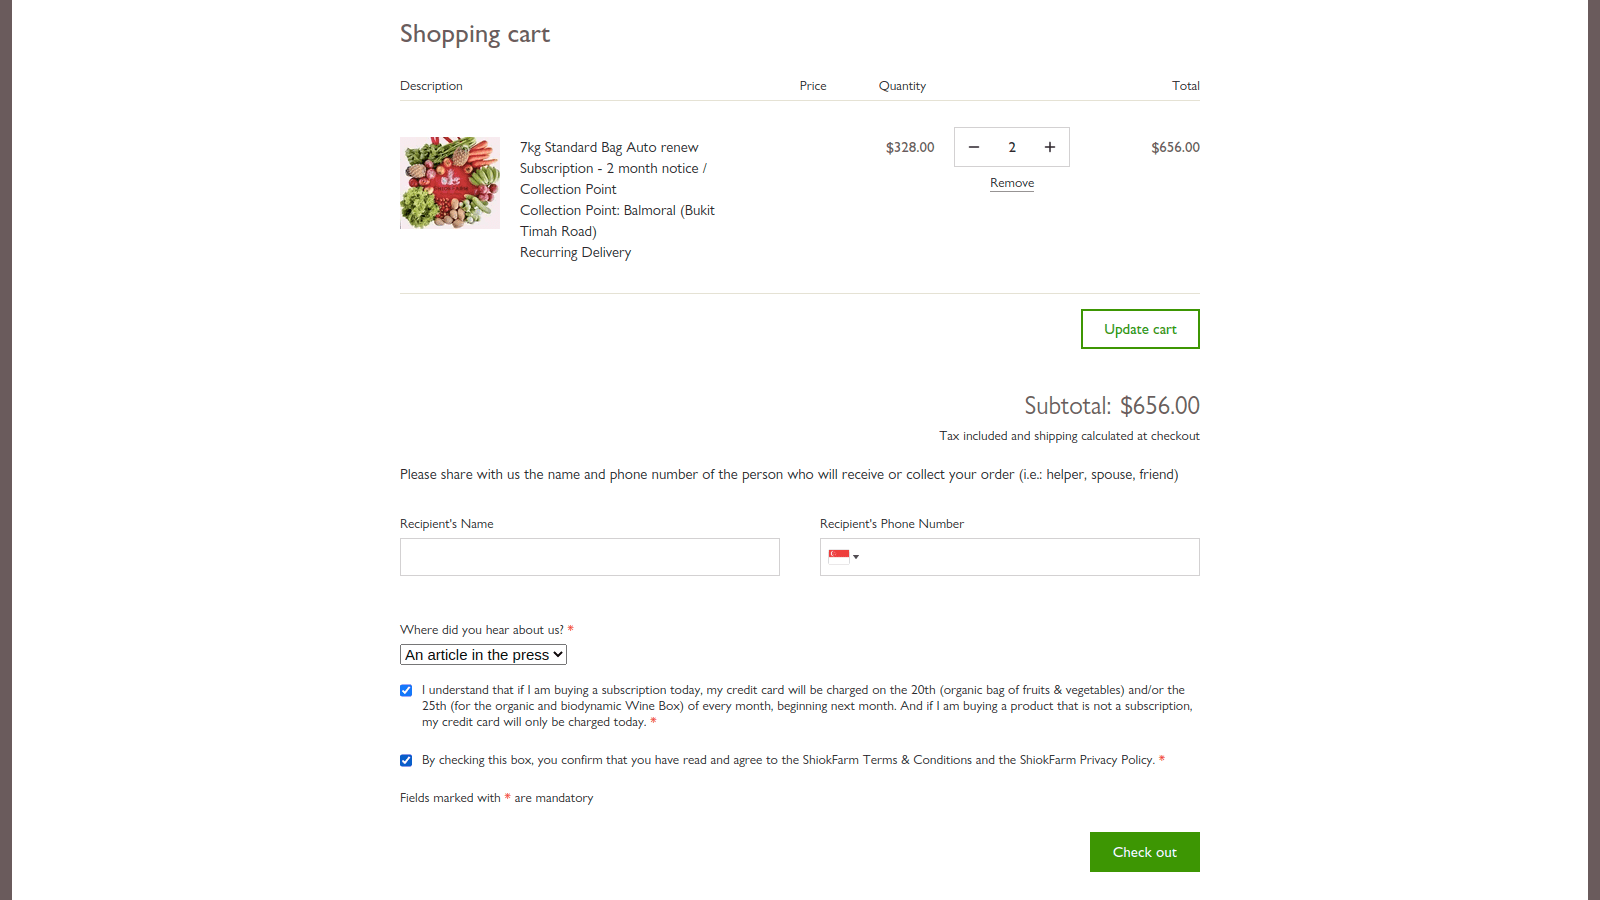 Shopping cart
Description Price Quantity Total
7kg Standard Bag Auto renew
Subscription - 2 month notice /
Collection Point
Collection Point: Balmoral (Bukit
Timah Road)
Recurring Delivery
$328.00
− 2 +
Remove
$656.00
Update cart
Subtotal: $656.00
Tax included and shipping calculated at checkout
Please share with us the name and phone number of the person who will receive or collect your order (i.e.: helper, spouse, friend)
Recipient's Name
Recipient's Phone Number
Where did you hear about us? *
An article in the press
I understand that if I am buying a subscription today, my credit card will be charged on the 20th (organic bag of fruits & vegetables) and/or the
25th (for the organic and biodynamic Wine Box) of every month, beginning next month. And if I am buying a product that is not a subscription,
my credit card will only be charged today. *
By checking this box, you confirm that you have read and agree to the ShiokFarm Terms & Conditions and the ShiokFarm Privacy Policy. *
Fields marked with * are mandatory
Check out